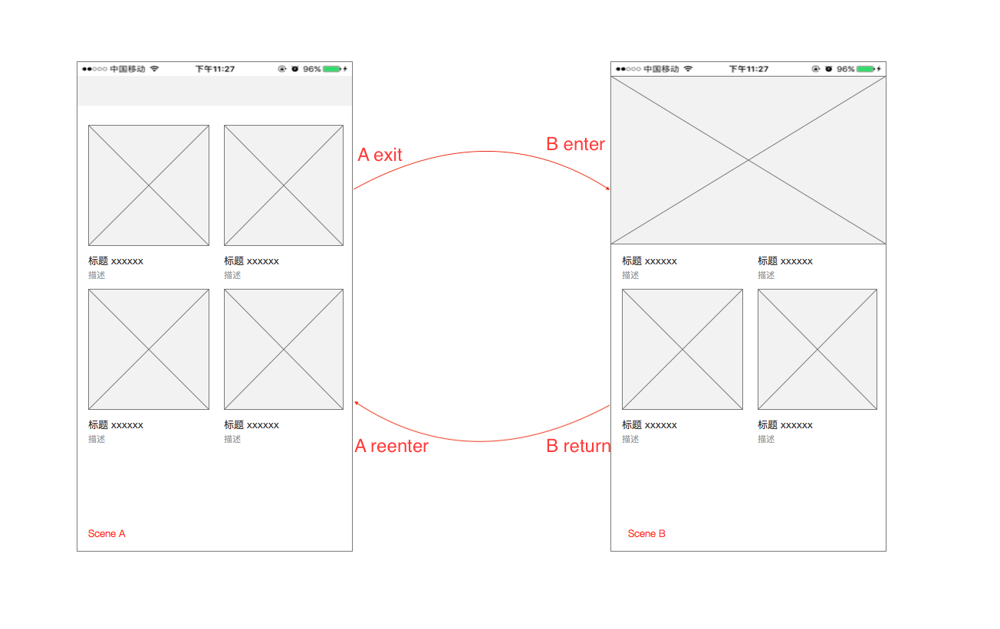 中国移动 下午11:27 96%
标题 xxxxxx 标题 xxxxxx
描述 描述
标题 xxxxxx 标题 xxxxxx
描述 描述
Scene A
A exit
B enter
A reenter
B return
中国移动 下午11:27 96%
标题 xxxxxx 标题 xxxxxx
描述 描述
标题 xxxxxx 标题 xxxxxx
描述 描述
Scene B